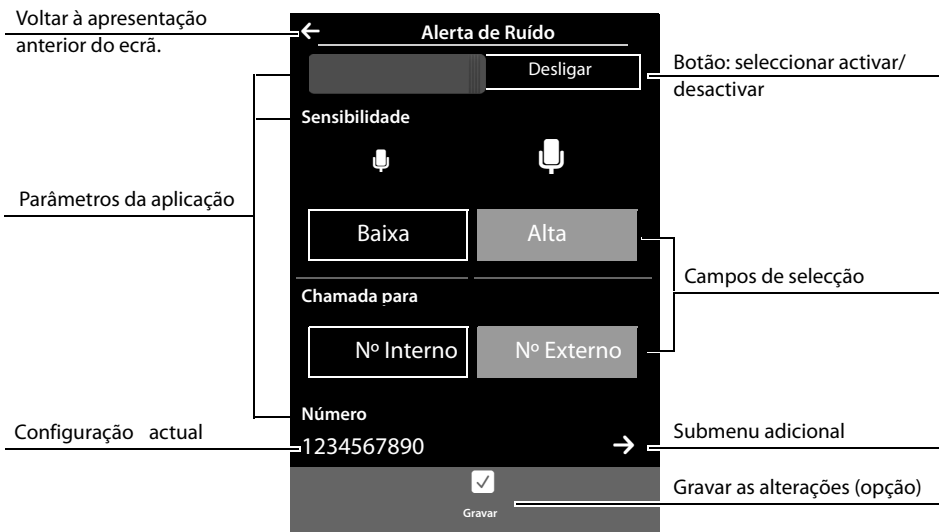 Voltar à apresentação
anterior do ecrã.
Alerta de Ruído
Desligar
Botão: seleccionar activar/
desactivar
Sensibilidade
Parâmetros da aplicação
Baixa
Alta
Campos de selecção
Chamada para
Nº Interno
Nº Externo
Número
Configuração actual
1234567890
Submenu adicional
Gravar as alterações (opção)
Gravar